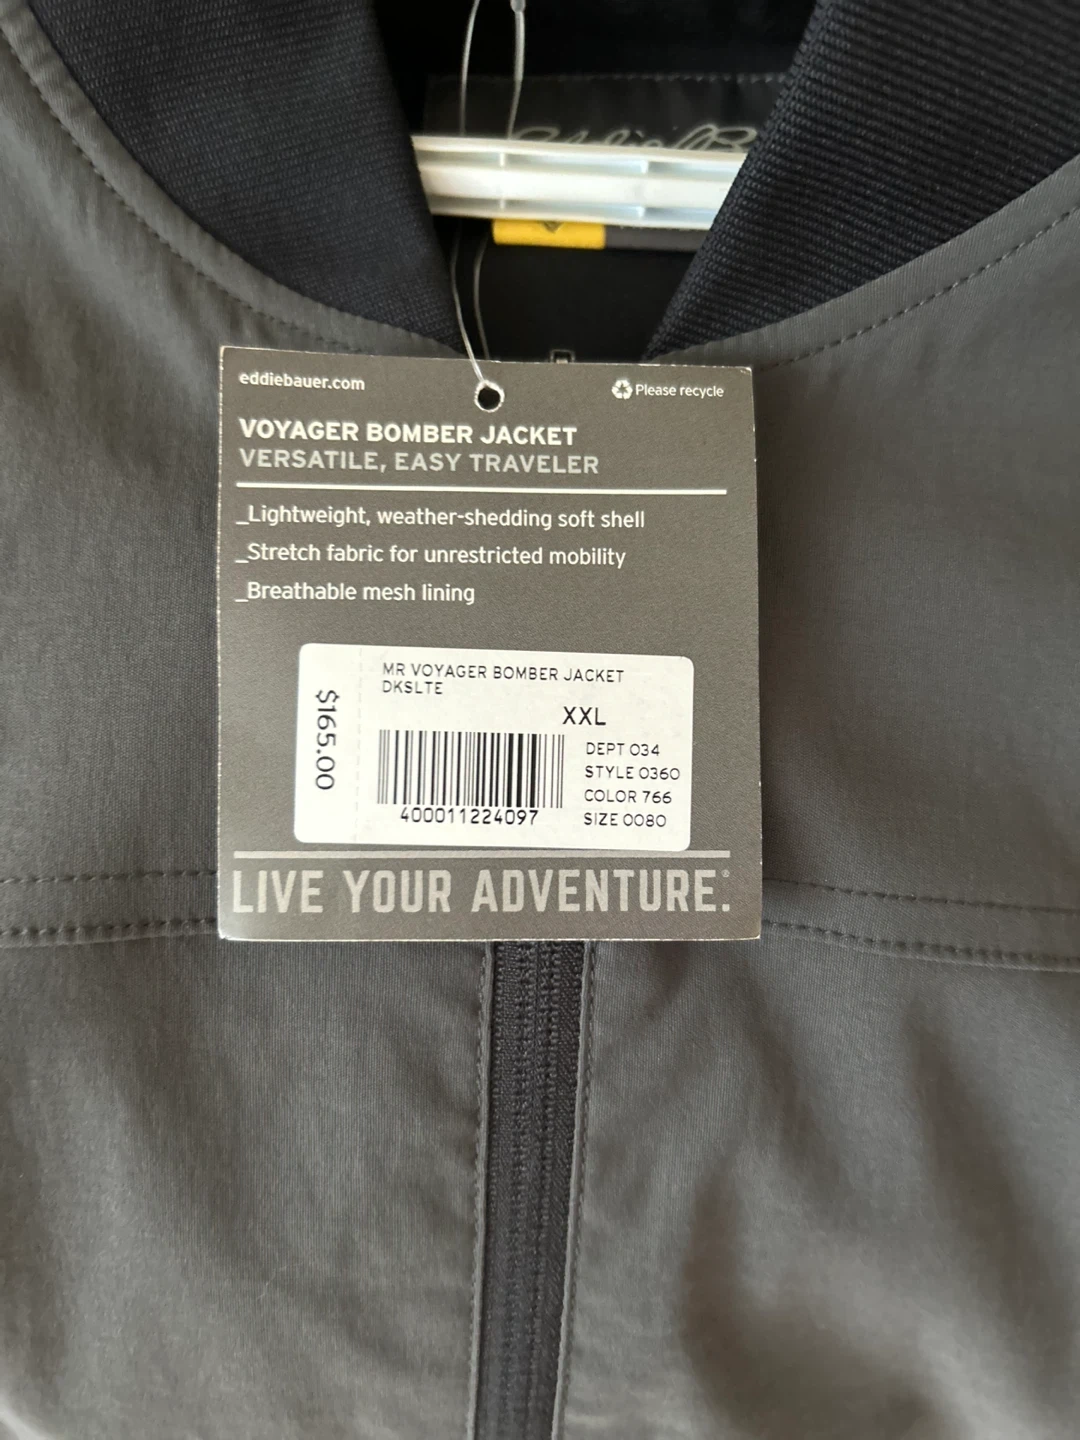 eddiebauer.com
Please recycle
VOYAGER BOMBER JACKET
VERSATILE, EASY TRAVELER
_Lightweight, weather-shedding soft shell
_Stretch fabric for unrestricted mobility
_Breathable mesh lining
$165.00
MR VOYAGER BOMBER JACKET
DKSLTE
XXL
DEPT 034
STYLE 0360
COLOR 766
SIZE 0080
400011224097
LIVE YOUR ADVENTURE.®